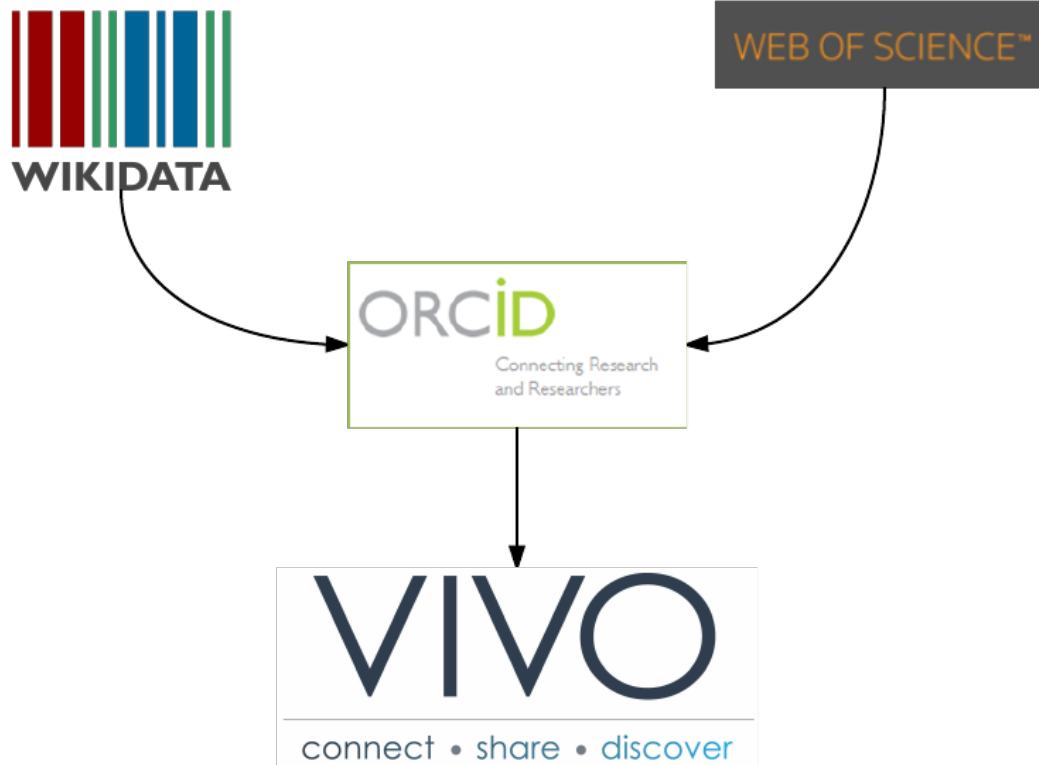 WIKIDATA
WEB OF SCIENCE™
ORCiD
Connecting Research
and Researchers
VIVO
connect • share • discover